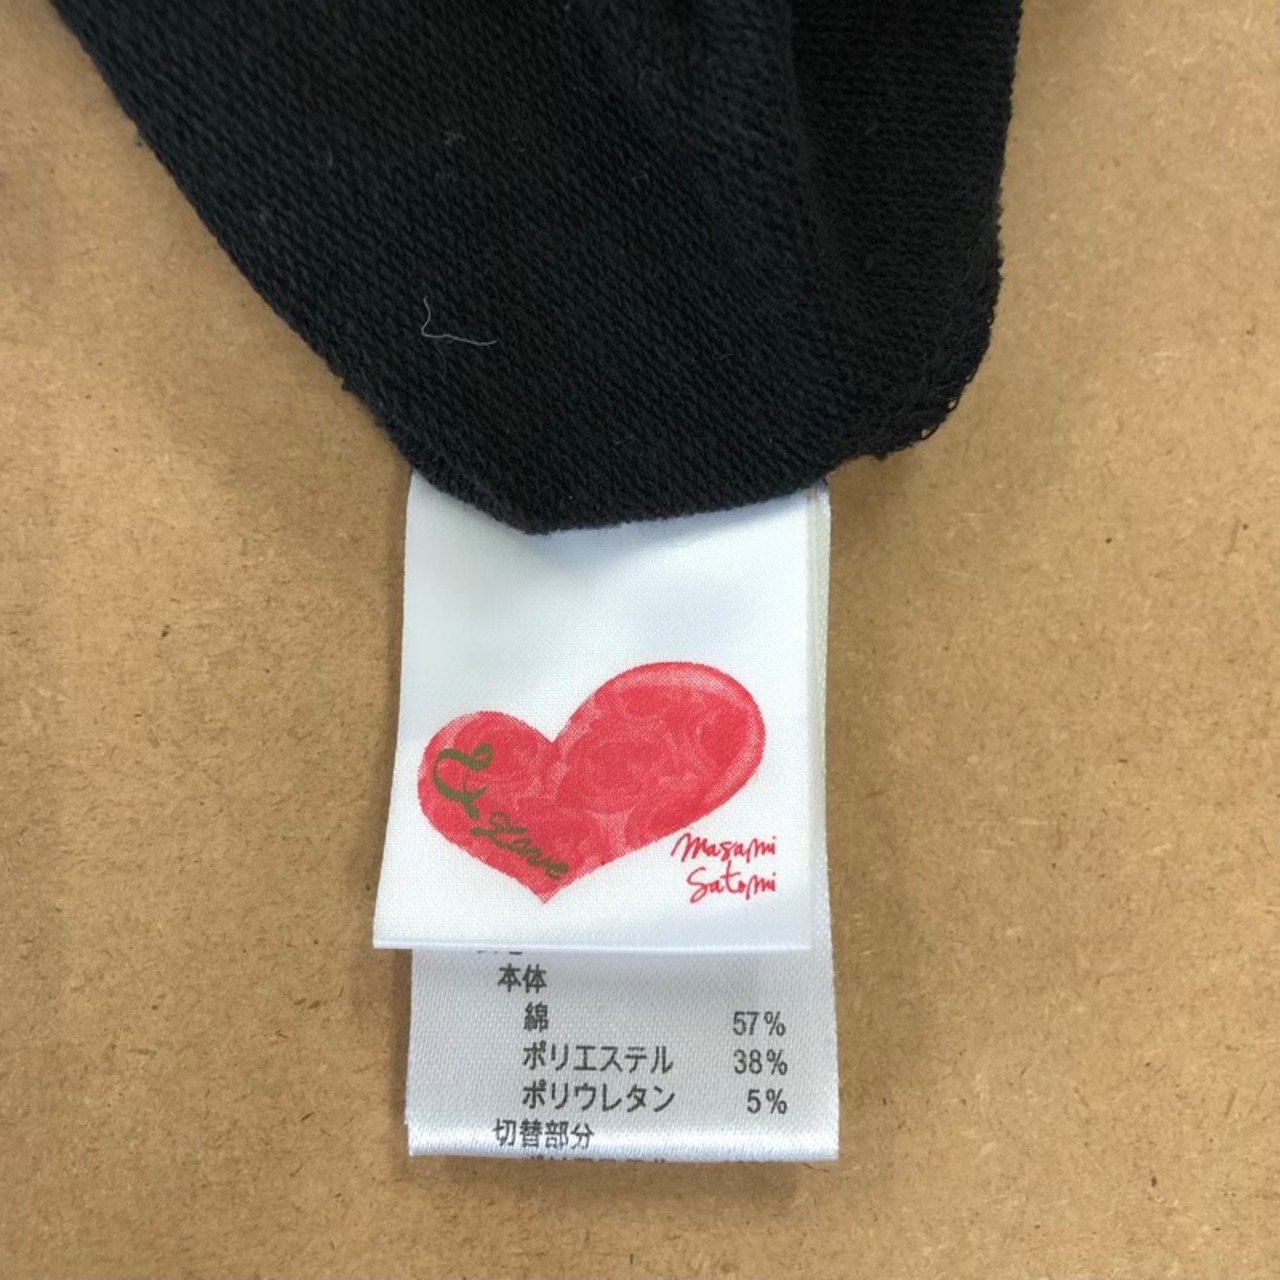 Love
Masami
Satomi
本体
綿 57%
ポリエステル 38%
ポリウレタン 5%
切替部分